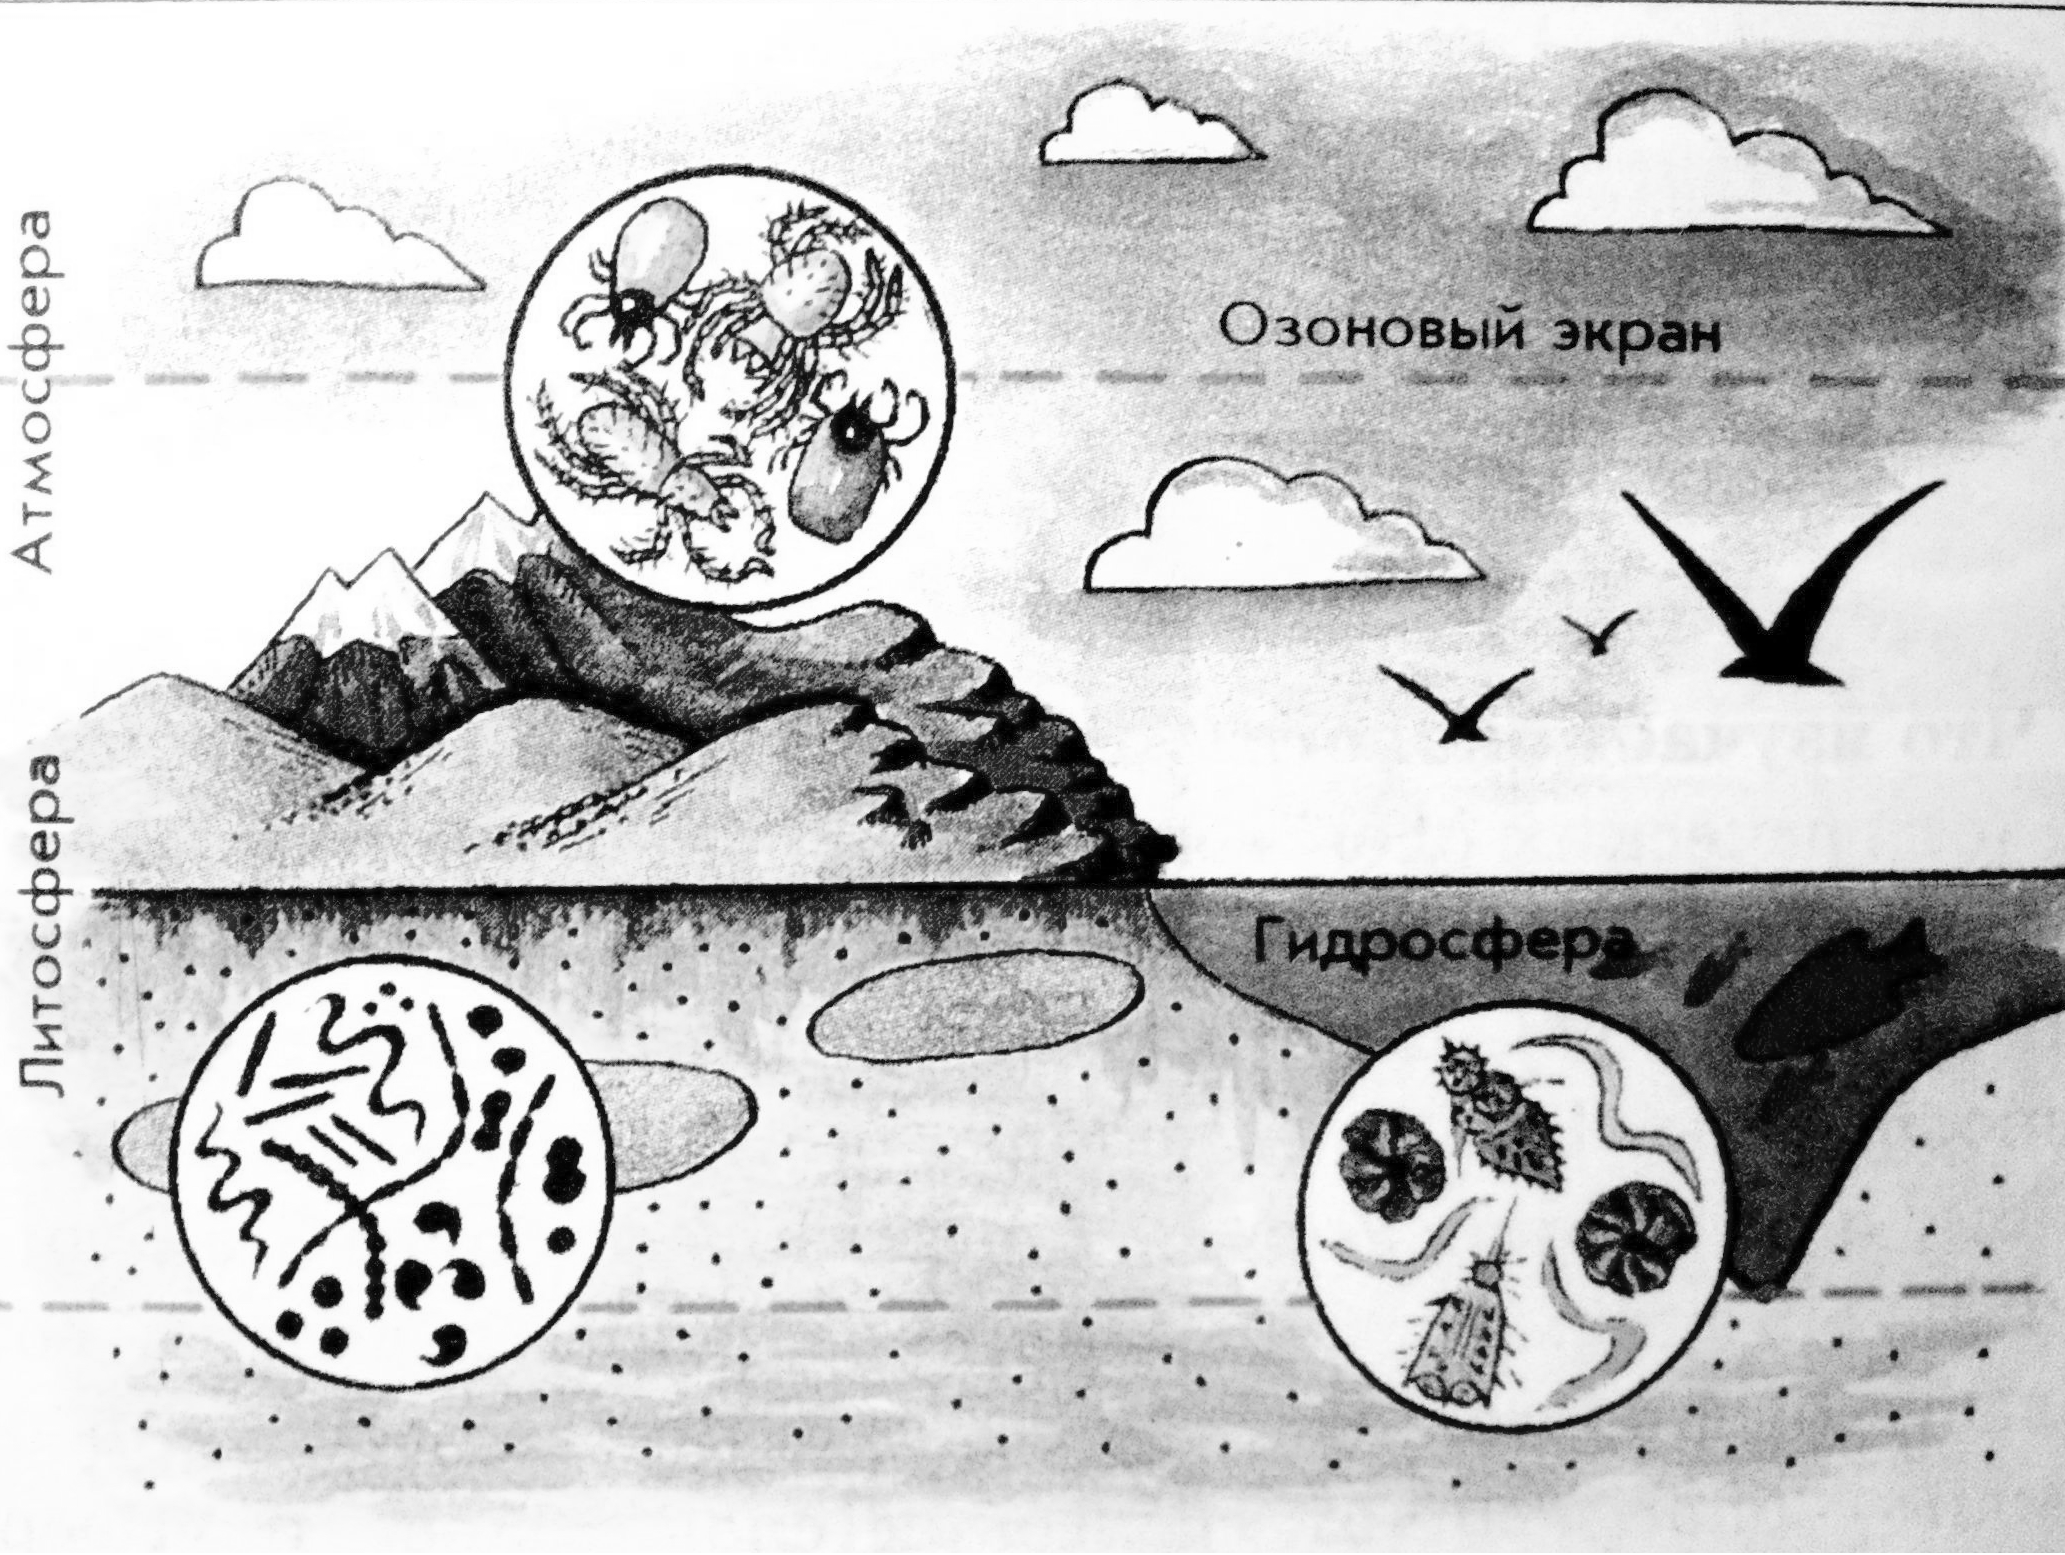 Атмосфера
Озоновый экран
Литосфера
Гидросфера